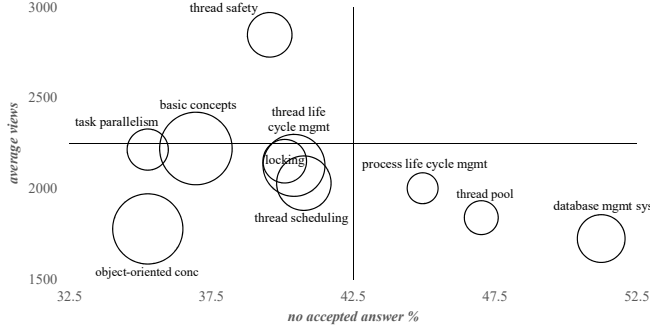 3000
thread safety
2500
basic concepts
task parallelism
thread life
cycle mgmt
average views
locking
process life cycle mgmt
2000
thread pool
database mgmt sys
thread scheduling
object-oriented conc
1500
32.5 37.5 42.5 47.5 52.5
no accepted answer %